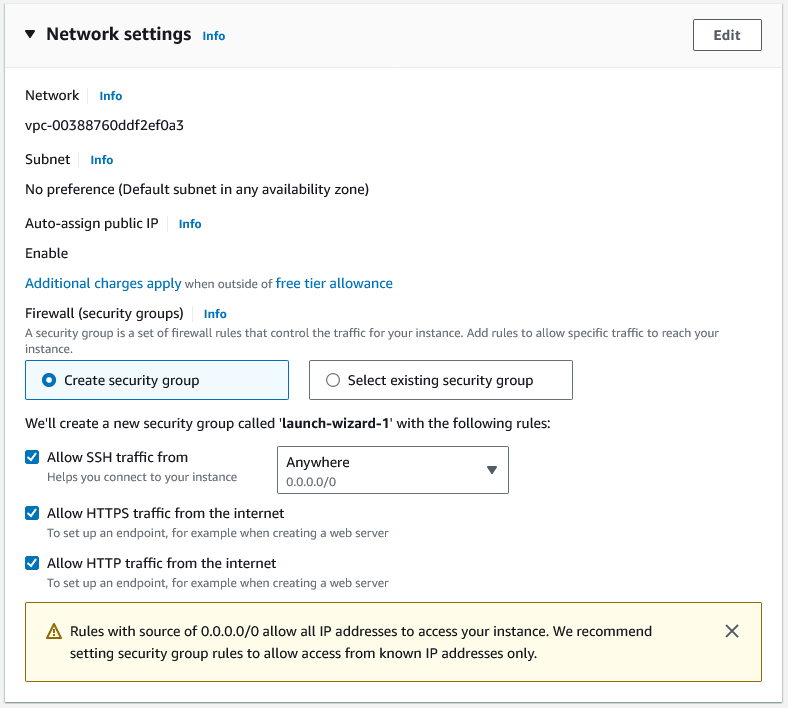 Network settings Info Edit
Network Info
vpc-00388760ddf2ef0a3
Subnet Info
No preference (Default subnet in any availability zone)
Auto-assign public IP Info
Enable
Additional charges apply when outside of free tier allowance
Firewall (security groups) Info
A security group is a set of firewall rules that control the traffic for your instance. Add rules to allow specific traffic to reach your
instance.
Create security group Select existing security group
We'll create a new security group called 'launch-wizard-1' with the following rules:
Allow SSH traffic from
Helps you connect to your instance
Anywhere
0.0.0.0/0
Allow HTTPS traffic from the internet
To set up an endpoint, for example when creating a web server
Allow HTTP traffic from the internet
To set up an endpoint, for example when creating a web server
Rules with source of 0.0.0.0/0 allow all IP addresses to access your instance. We recommend
setting security group rules to allow access from known IP addresses only.